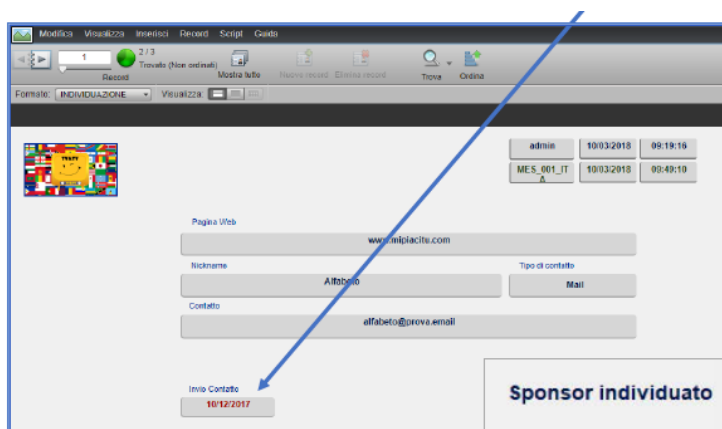 Modifica Visualizza Inserisci Record Script Guida
1
2 / 3
Trovato (Non ordinati)
Record
Mostra tutte
Nuovo record
Elimina record
Trova
Ordina
Formato: INDIVIDUAZIONE
Visualizza:
admin 10/03/2018 09:19:16
MES_001_IT
A
10/03/2018 09:49:10
Pagina Web
www.mipiacitu.com
Nickname
Tipo di contatto
Alfabeto
Mail
Contatto
alfabeto@prova.email
Invio Contatto
10/12/2017
Sponsor individuato